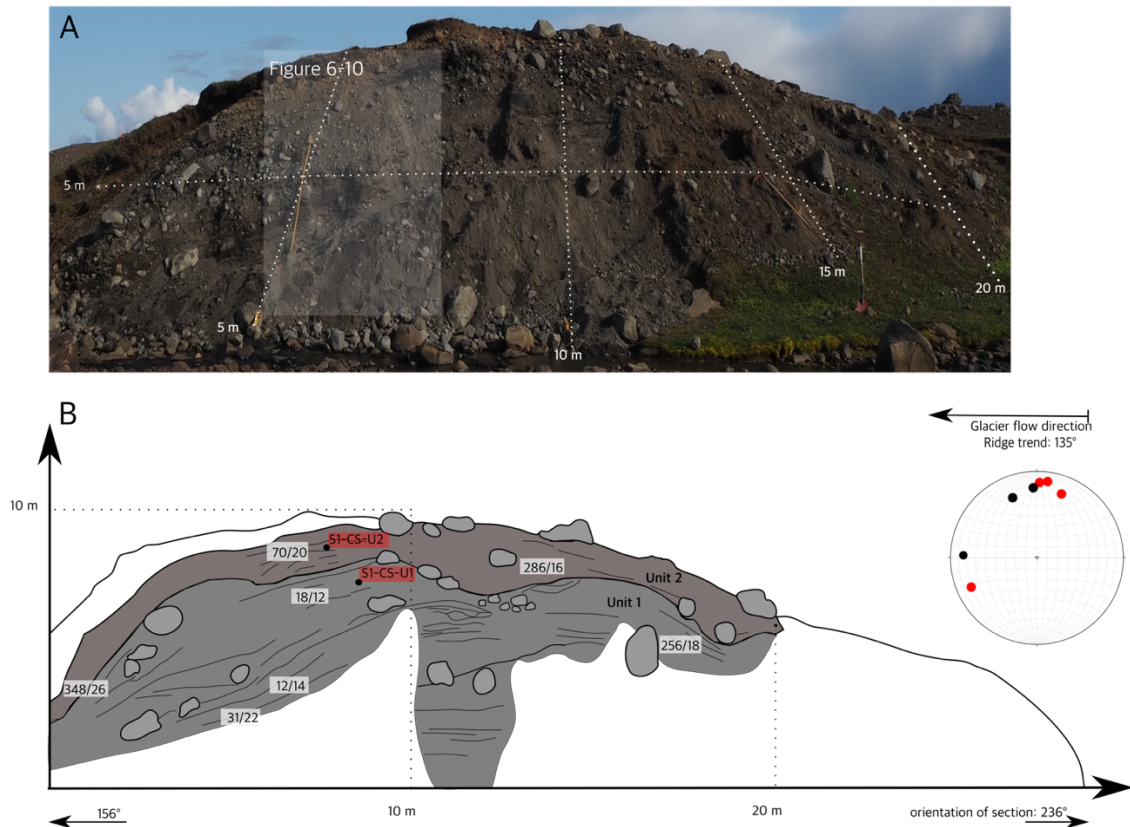 A
Figure 6-10
5 m
5 m
10 m
15 m
20 m
B
Glacier flow direction
Ridge trend: 135°
10 m
S1-CS-U2
70/20
S1-CS-U1
286/16
Unit 2
18/12
Unit 1
256/18
348/26
12/14
31/22
156°
10 m
20 m
orientation of section: 236°